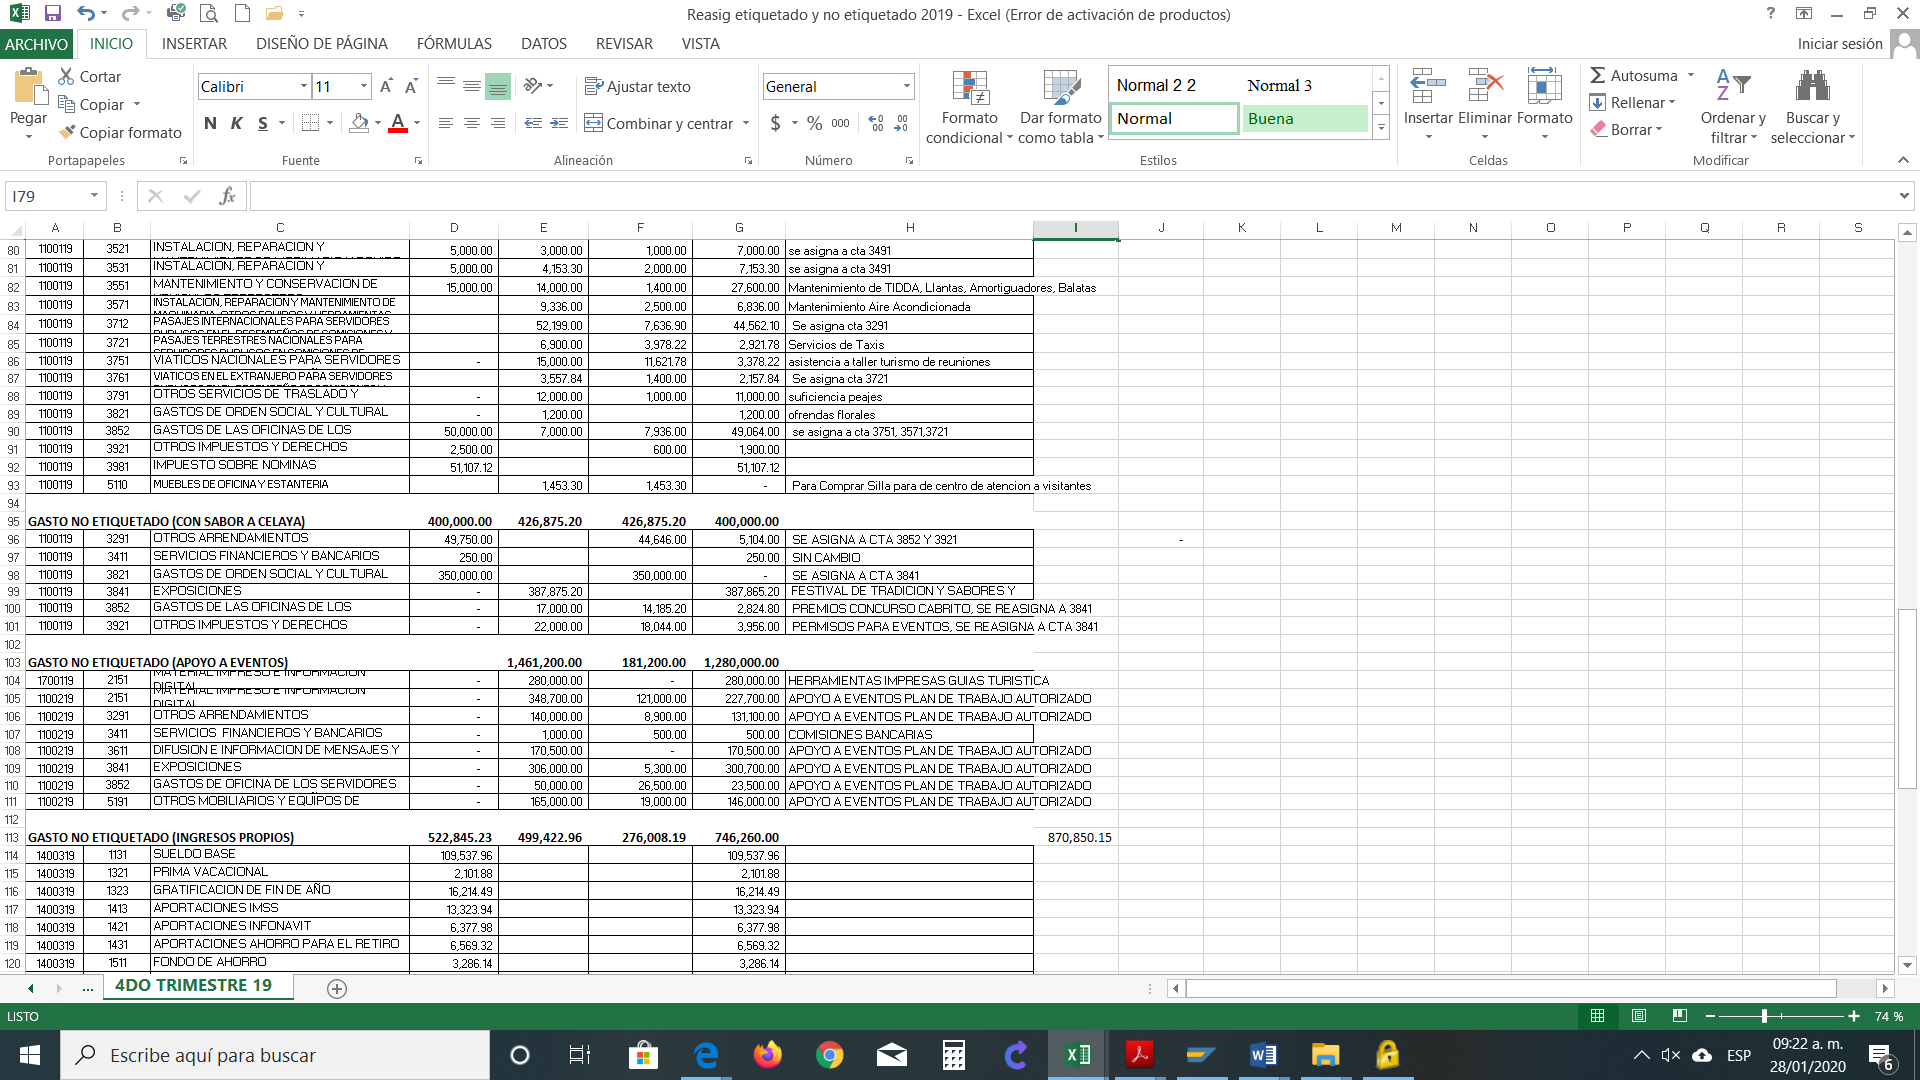 Reasig etiquetado y no etiquetado 2019 - Excel (Error de activación de productos)
ARCHIVO INICIO INSERTAR DISEÑO DE PÁGINA FÓRMULAS DATOS REVISAR VISTA Iniciar sesión
Pegar Cortar Copiar Copiar formato Portapapeles
Calibri 11 N K S Fuente
Ajustar texto Combinar y centrar Alineación
General $ % 000 Número
Formato condicional Dar formato como tabla Normal 2 2 Normal 3 Normal Buena Estilos
Insertar Eliminar Formato Celdas
Autosuma Rellenar Borrar Ordenar y filtrar Buscar y seleccionar Modificar
I79 fx
A B C D E F G H I J K L M N O P Q R S
80 1100119 3521 INSTALACION, REPARACION Y 5,000.00 3,000.00 1,000.00 7,000.00 se asigna a cta 3491
81 1100119 3531 INSTALACION, REPARACION Y 5,000.00 4,153.30 2,000.00 7,153.30 se asigna a cta 3491
82 1100119 3551 MANTENIMIENTO Y CONSERVACION DE 15,000.00 14,000.00 1,400.00 27,600.00 Mantenimiento de TIDDA, Llantas, Amortiguadores, Balatas
83 1100119 3571 INSTALACION, REPARACION Y MANTENIMIENTO DE 9,336.00 2,500.00 6,836.00 Mantenimiento Aire Acondicionada
84 1100119 3712 PASAJES INTERNACIONALES PARA SERVIDORES 52,199.00 7,636.90 44,562.10 Se asigna cta 3291
85 1100119 3721 PASAJES TERRESTRES NACIONALES PARA 6,900.00 3,978.22 2,921.78 Servicios de Taxis
86 1100119 3751 VIATICOS NACIONALES PARA SERVIDORES - 15,000.00 11,621.78 3,378.22 asistencia a taller turismo de reuniones
87 1100119 3761 VIATICOS EN EL EXTRANJERO PARA SERVIDORES 3,557.84 1,400.00 2,157.84 Se asigna cta 3721
88 1100119 3791 OTROS SERVICIOS DE TRASLADO Y - 12,000.00 1,000.00 11,000.00 suficiencia peajes
89 1100119 3821 GASTOS DE ORDEN SOCIAL Y CULTURAL - 1,200.00 1,200.00 ofrendas florales
90 1100119 3852 GASTOS DE LAS OFICINAS DE LOS 50,000.00 7,000.00 7,936.00 49,064.00 se asigna a cta 3751, 3571,3721
91 1100119 3921 OTROS IMPUESTOS Y DERECHOS 2,500.00 600.00 1,900.00
92 1100119 3981 IMPUESTO SOBRE NOMINAS 51,107.12 51,107.12
93 1100119 5110 MUEBLES DE OFICINA Y ESTANTERIA 1,453.30 1,453.30 - Para Comprar Silla para de centro de atencion a visitantes
94
95 GASTO NO ETIQUETADO (CON SABOR A CELAYA) 400,000.00 426,875.20 426,875.20 400,000.00
96 1100119 3291 OTROS ARRENDAMIENTOS 49,750.00 44,646.00 5,104.00 SE ASIGNA A CTA 3852 Y 3921 -
97 1100119 3411 SERVICIOS FINANCIEROS Y BANCARIOS 250.00 250.00 SIN CAMBIO
98 1100119 3821 GASTOS DE ORDEN SOCIAL Y CULTURAL 350,000.00 350,000.00 - SE ASIGNA A CTA 3841
99 1100119 3841 EXPOSICIONES - 387,875.20 387,865.20 FESTIVAL DE TRADICION Y SABORES Y
100 1100119 3852 GASTOS DE LAS OFICINAS DE LOS - 17,000.00 14,185.20 2,824.80 PREMIOS CONCURSO CABRITO, SE REASIGNA A 3841
101 1100119 3921 OTROS IMPUESTOS Y DERECHOS - 22,000.00 18,044.00 3,956.00 PERMISOS PARA EVENTOS, SE REASIGNA A CTA 3841
102
103 GASTO NO ETIQUETADO (APOYO A EVENTOS) 1,461,200.00 181,200.00 1,280,000.00
104 1700119 2151 MATERIAL IMPRESO E INFORMACION DIGITAL - 280,000.00 - 280,000.00 HERRAMIENTAS IMPRESAS GUIAS TURISTICA
105 1100219 2151 MATERIAL IMPRESO E INFORMACION DIGITAL - 348,700.00 121,000.00 227,700.00 APOYO A EVENTOS PLAN DE TRABAJO AUTORIZADO
106 1100219 3291 OTROS ARRENDAMIENTOS - 140,000.00 8,900.00 131,100.00 APOYO A EVENTOS PLAN DE TRABAJO AUTORIZADO
107 1100219 3411 SERVICIOS FINANCIEROS Y BANCARIOS - 1,000.00 500.00 500.00 COMISIONES BANCARIAS
108 1100219 3611 DIFUSION E INFORMACION DE MENSAJES Y - 170,500.00 - 170,500.00 APOYO A EVENTOS PLAN DE TRABAJO AUTORIZADO
109 1100219 3841 EXPOSICIONES - 306,000.00 5,300.00 300,700.00 APOYO A EVENTOS PLAN DE TRABAJO AUTORIZADO
110 1100219 3852 GASTOS DE OFICINA DE LOS SERVIDORES - 50,000.00 26,500.00 23,500.00 APOYO A EVENTOS PLAN DE TRABAJO AUTORIZADO
111 1100219 5191 OTROS MOBILIARIOS Y EQUIPOS DE - 165,000.00 19,000.00 146,000.00 APOYO A EVENTOS PLAN DE TRABAJO AUTORIZADO
112
113 GASTO NO ETIQUETADO (INGRESOS PROPIOS) 522,845.23 499,422.96 276,008.19 746,260.00 870,850.15
114 1400319 1131 SUELDO BASE 109,537.96 109,537.96
115 1400319 1321 PRIMA VACACIONAL 2,101.88 2,101.88
116 1400319 1323 GRATIFICACION DE FIN DE AÑO 16,214.49 16,214.49
117 1400319 1413 APORTACIONES IMSS 13,323.94 13,323.94
118 1400319 1421 APORTACIONES INFONAVIT 6,377.98 6,377.98
119 1400319 1431 APORTACIONES AHORRO PARA EL RETIRO 6,569.32 6,569.32
120 1400319 1511 FONDO DE AHORRO 3,286.14 3,286.14
... 4DO TRIMESTRE 19
LISTO 74 %
Escribe aquí para buscar ESP 09:22 a. m.
28/01/2020 6